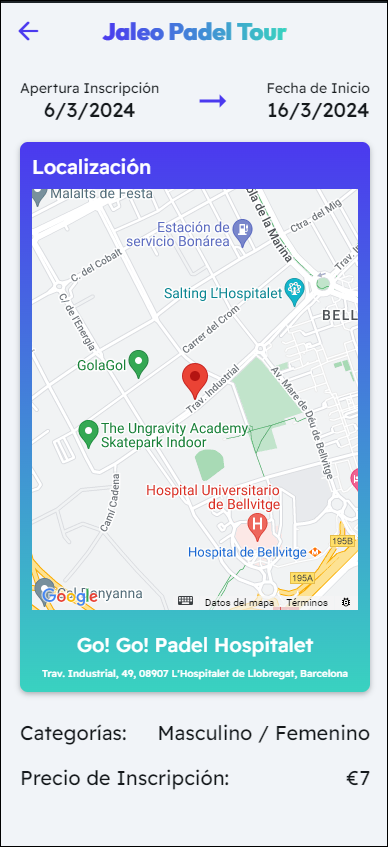 Jaleo Padel Tour
Apertura Inscripción
6/3/2024
Fecha de Inicio
16/3/2024
Localización
Malalts de Festa
Estación de
servicio Bonárea
de la Marina
Ctra. del Mig
C. del Cobalt
C/ de l'Energia
Salting L'Hospitalet
Trav. In
BELL
Carrer del Crom
GolaGol
Trav. Industrial
Av. Mare de Déu de Bellvitge
The Ungravity Academy
Skatepark Indoor
Camí Cadena
Hospital Universitario
de Bellvitge
H
195B
Hospital de Bellvitge
195A
Google
Datos del mapa
Términos
Go! Go! Padel Hospitalet
Trav. Industrial, 49, 08907 L'Hospitalet de Llobregat, Barcelona
Categorías:
Masculino / Femenino
Precio de Inscripción:
€7